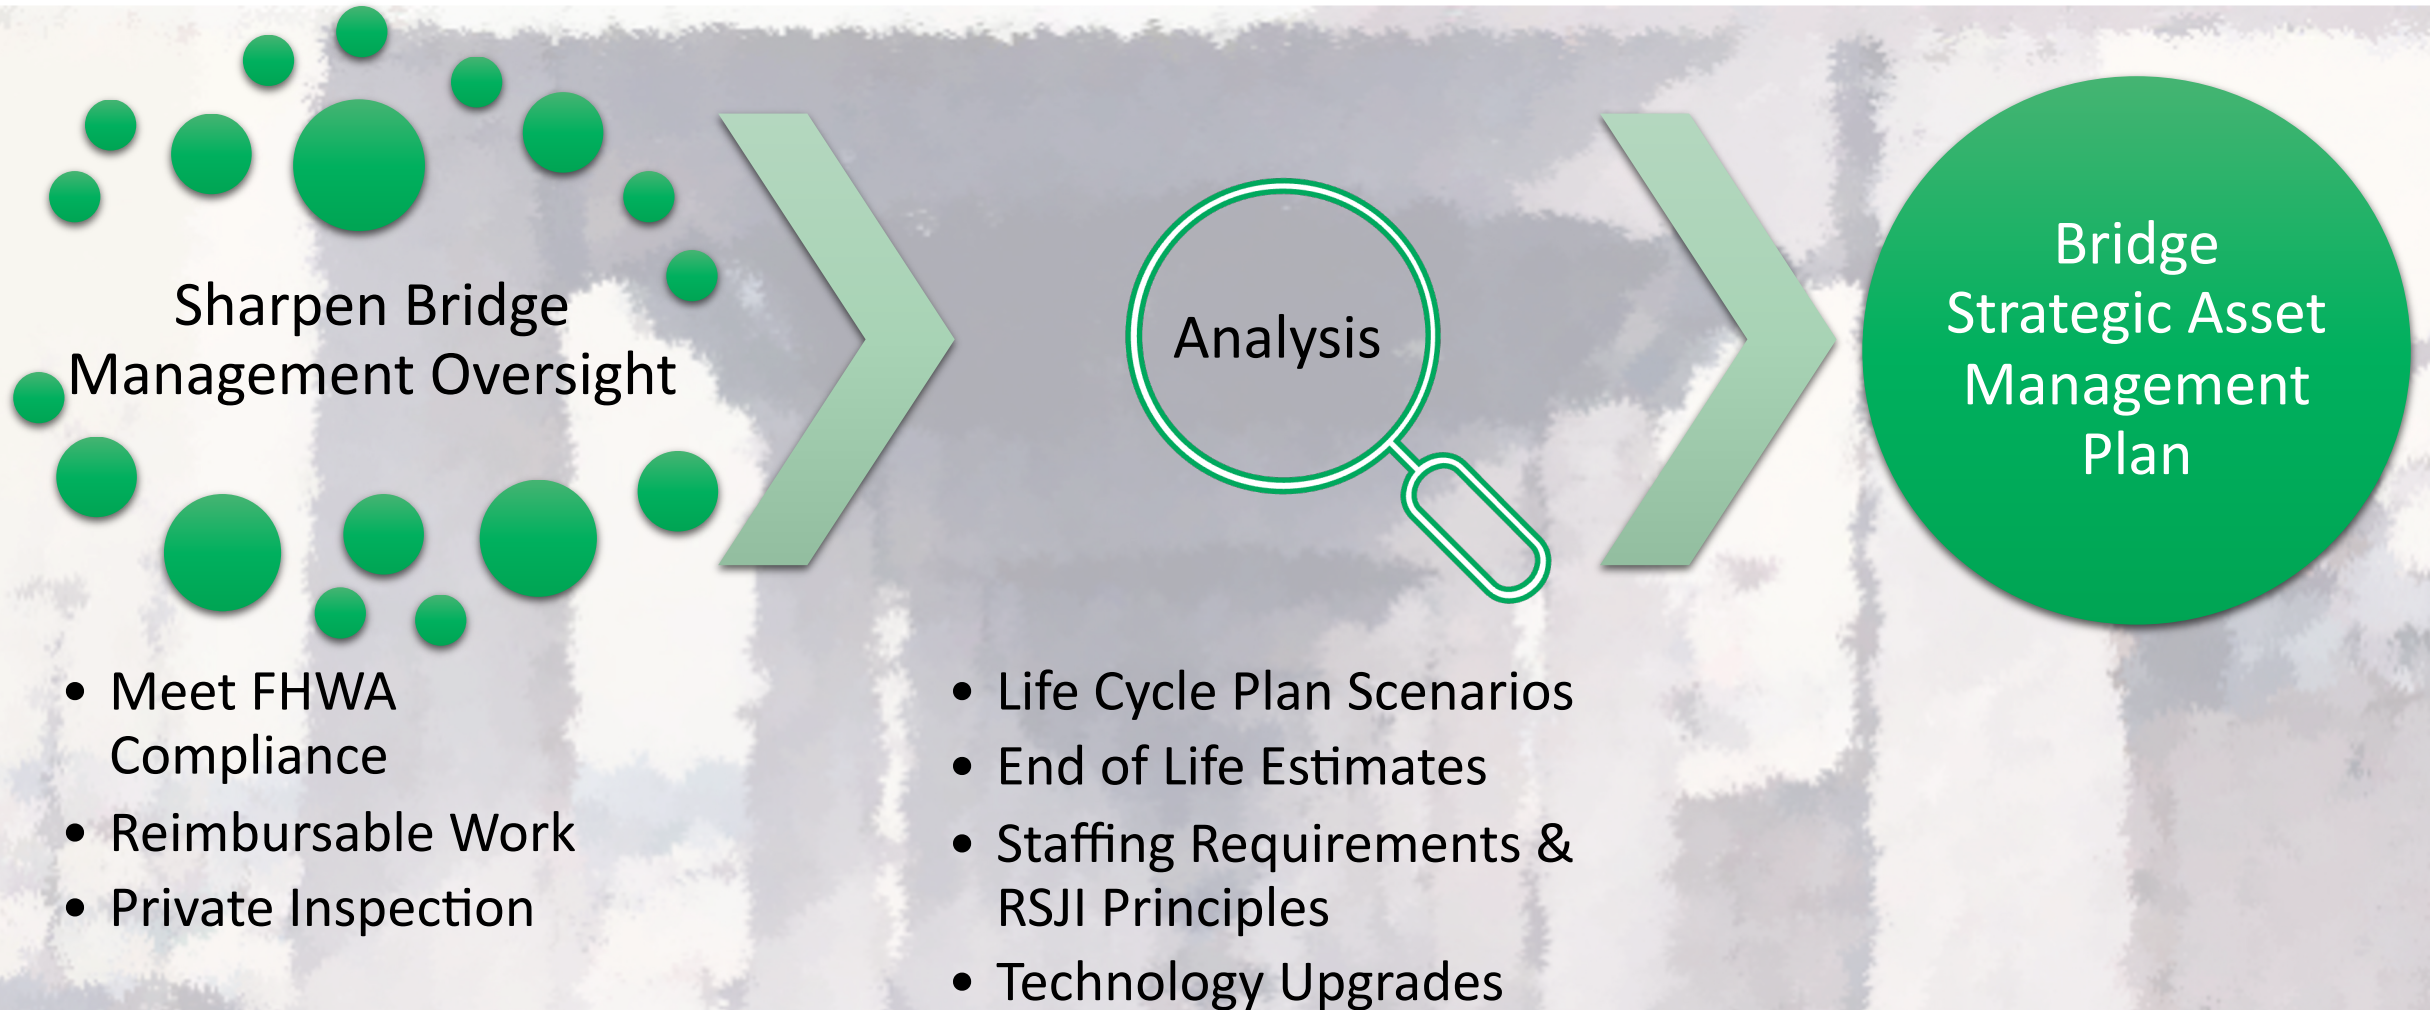 Sharpen Bridge
Management Oversight
• Meet FHWA
Compliance
• Reimbursable Work
• Private Inspection
Analysis
• Life Cycle Plan Scenarios
• End of Life Estimates
• Staffing Requirements &
RSJI Principles
• Technology Upgrades
Bridge
Strategic Asset
Management
Plan